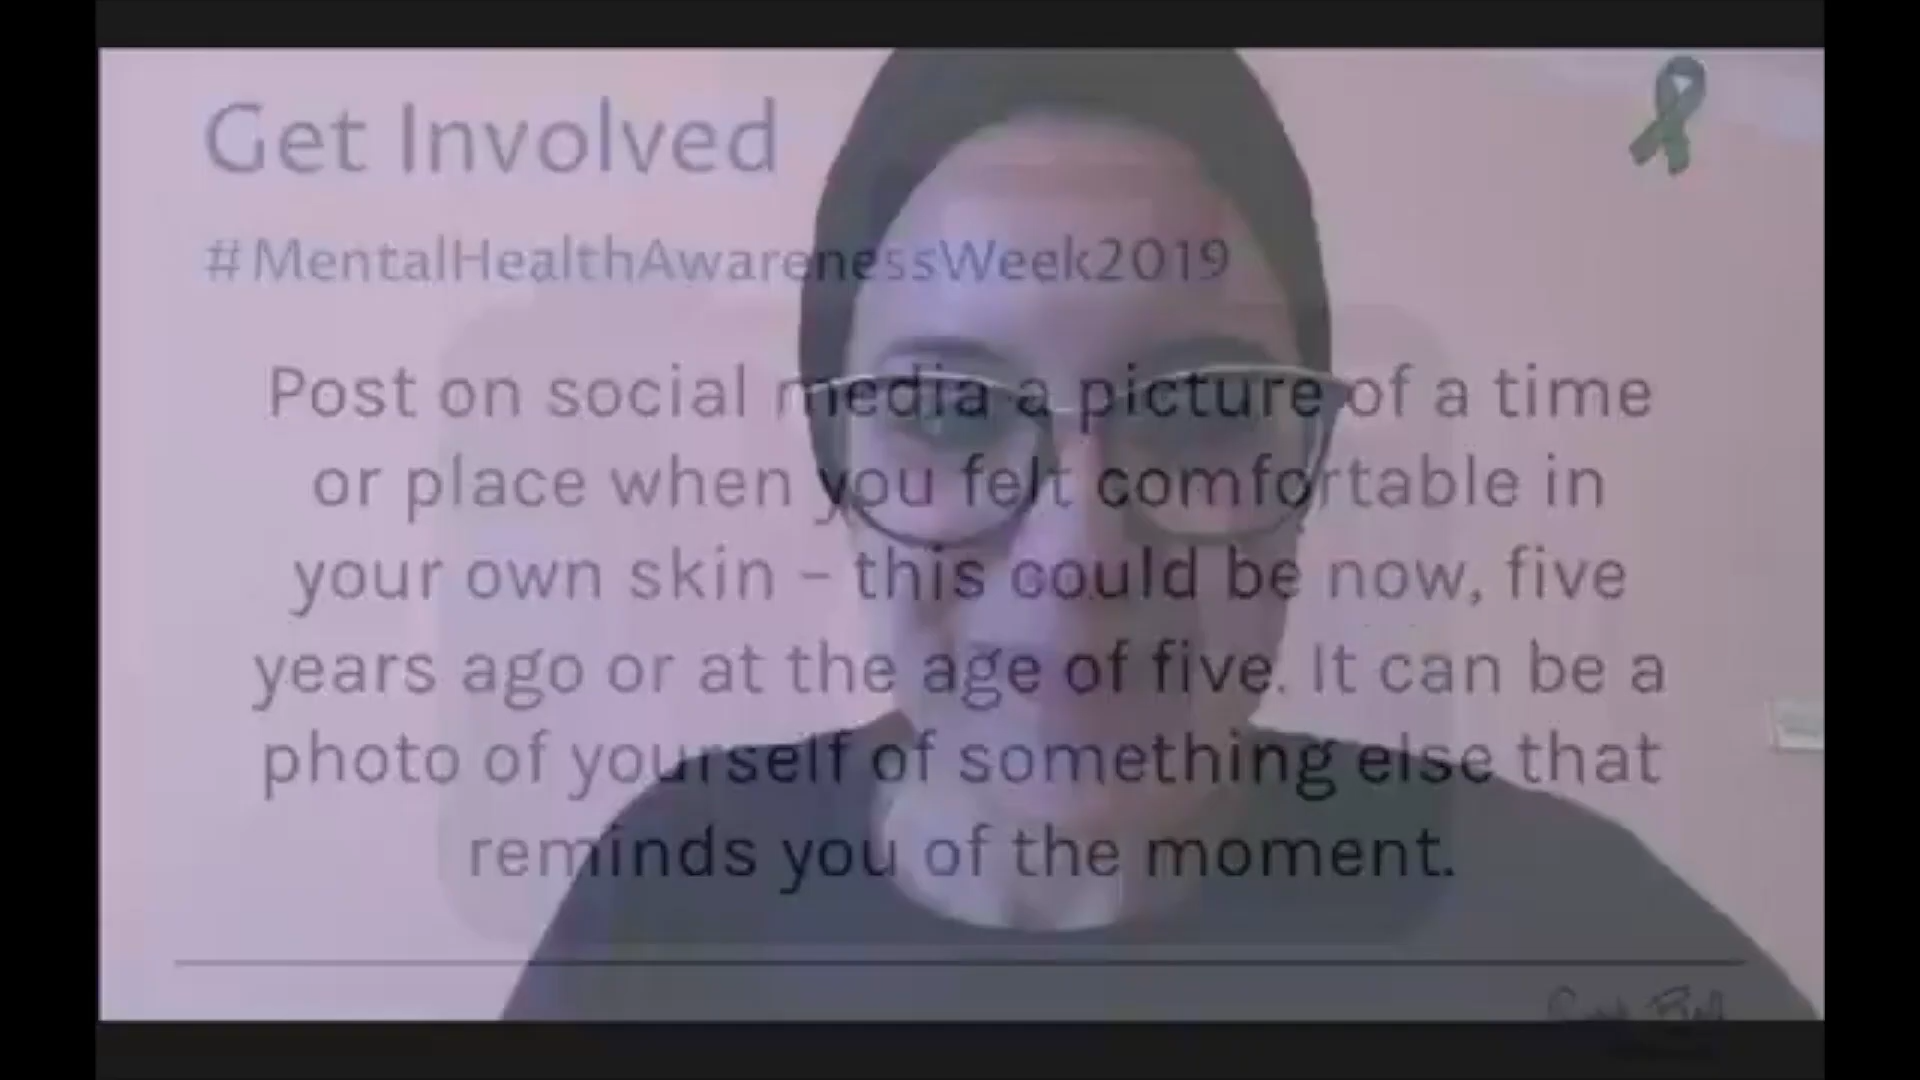 Get Involved
#MentalHealthAwarenessWeek2019
Post on social media a picture of a time
or place when you felt comfortable in
your own skin – this could be now, five
years ago or at the age of five. It can be a
photo of yourself of something else that
reminds you of the moment.